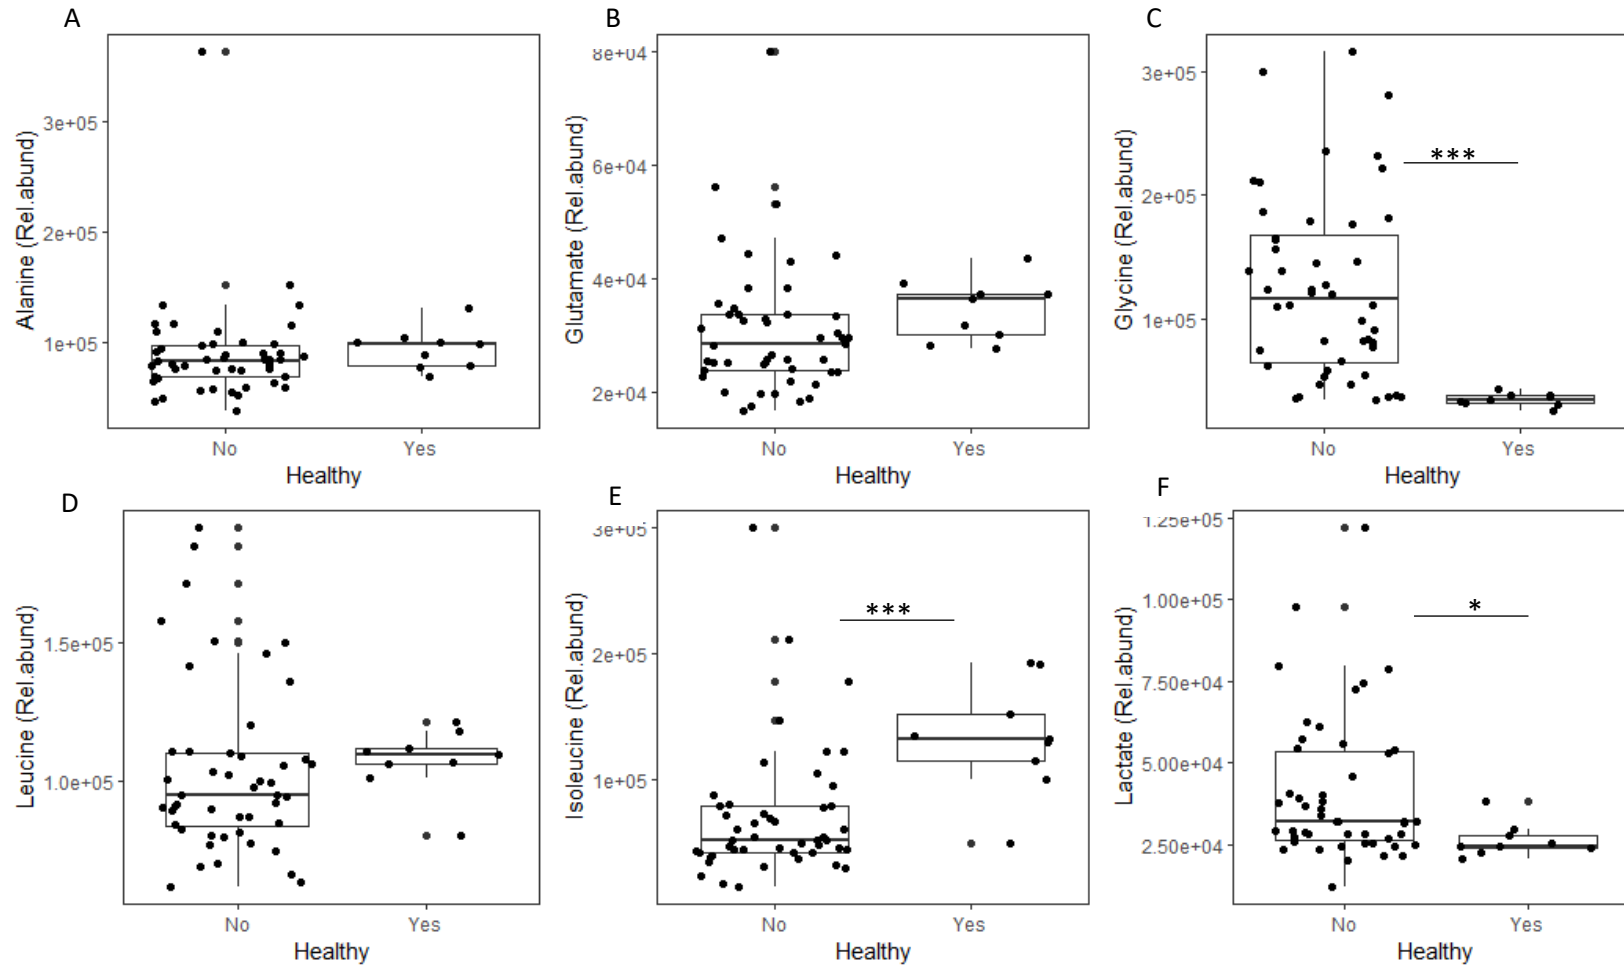 A
Alanine (Rel.abund)
3e+05
2e+05
1e+05
No
Yes
Healthy
B
Glutamate (Rel.abund)
8e+04
6e+04
4e+04
2e+04
No
Yes
Healthy
C
Glycine (Rel.abund)
3e+05
2e+05
1e+05
***
No
Yes
Healthy
D
Leucine (Rel.abund)
1.5e+05
1.0e+05
No
Yes
Healthy
E
Isoleucine (Rel.abund)
3e+05
2e+05
1e+05
***
No
Yes
Healthy
F
Lactate (Rel.abund)
1.25e+05
1.00e+05
7.50e+04
5.00e+04
2.50e+04
*
No
Yes
Healthy